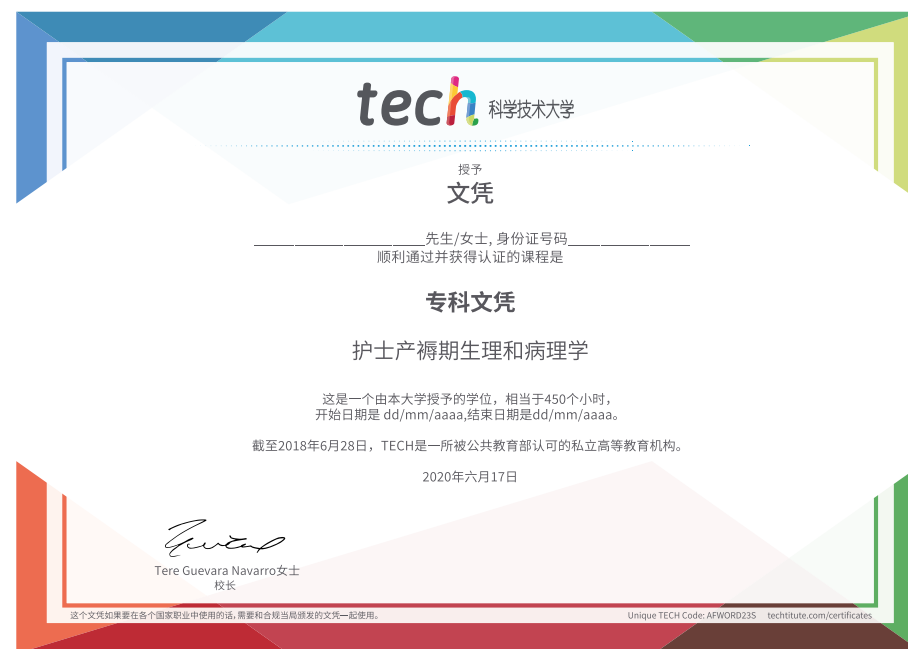 tech 科学技术大学
授予
文凭
先生/女士, 身份证号码
顺利通过并获得认证的课程是
专科文凭
护士产褥期生理和病理学
这是一个由本大学授予的学位，相当于450个小时，
开始日期是 dd/mm/aaaa,结束日期是dd/mm/aaaa。
截至2018年6月28日，TECH是一所被公共教育部认可的私立高等教育机构。
2020年六月17日
Tere Guevara Navarro女士
校长
这个文凭如果要在各个国家职业中使用的话,需要和合规当局颁发的文凭一起使用。
Unique TECH Code: AFWORD23S techtitute.com/certificates